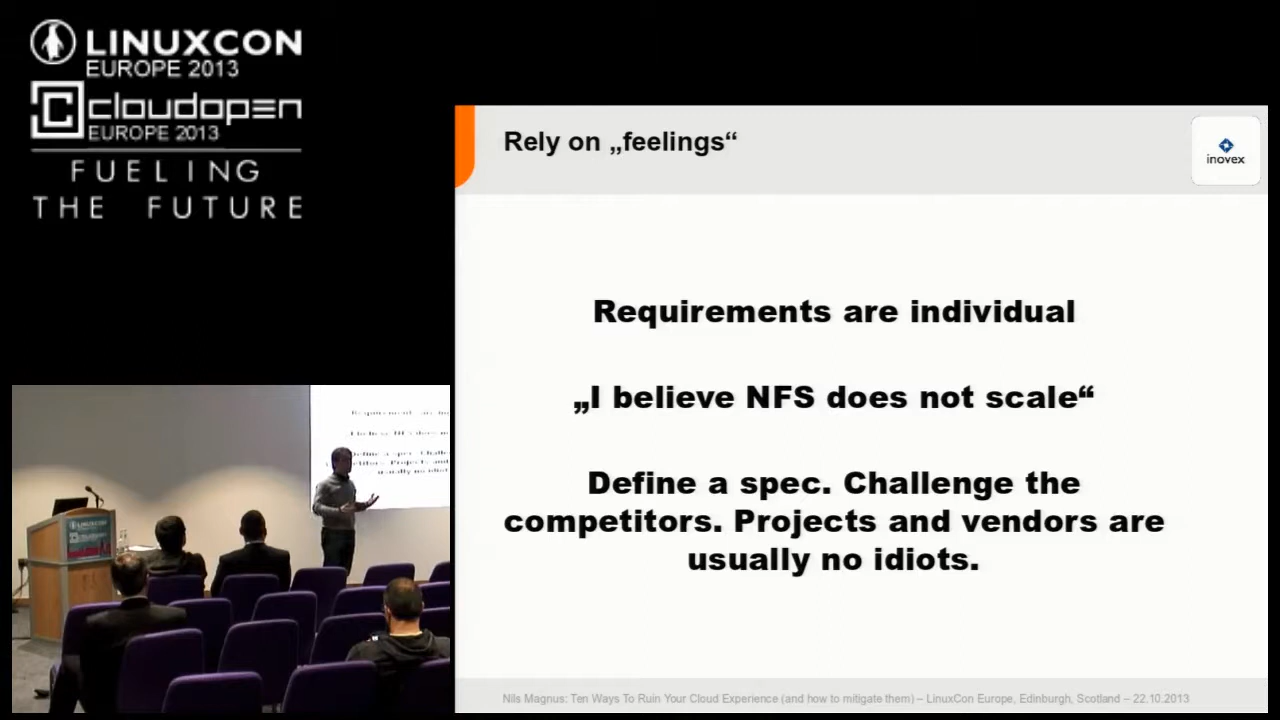 LINUXCON
EUROPE 2013
cloudopen
EUROPE 2013
FUELING
THE FUTURE
Rely on „feelings“
inovex
Requirements are individual
„I believe NFS does not scale“
Define a spec. Challenge the
competitors. Projects and vendors are
usually no idiots.
Nils Magnus: Ten Ways To Ruin Your Cloud Experience (and how to mitigate them) – LinuxCon Europe, Edinburgh, Scotland – 22.10.2013